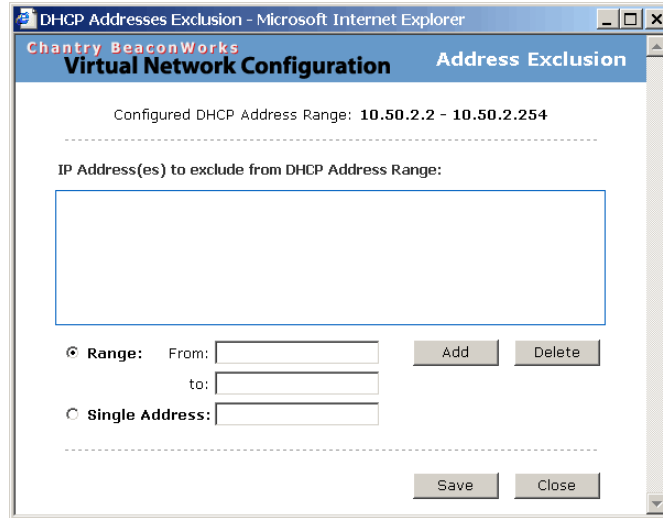 DHCP Addresses Exclusion - Microsoft Internet Explorer
Chantry BeaconWorks
Virtual Network Configuration
Address Exclusion
Configured DHCP Address Range: 10.50.2.2 - 10.50.2.254
IP Address(es) to exclude from DHCP Address Range:
Range: From: Add Delete
to:
Single Address:
Save Close